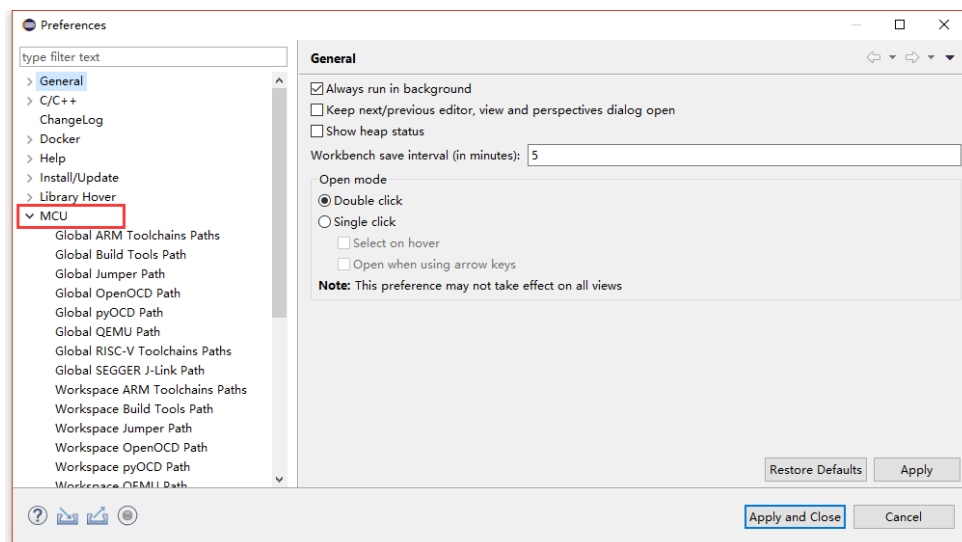 Preferences
type filter text
General
C/C++
ChangeLog
Docker
Help
Install/Update
Library Hover
MCU
Global ARM Toolchains Paths
Global Build Tools Path
Global Jumper Path
Global OpenOCD Path
Global pyOCD Path
Global QEMU Path
Global RISC-V Toolchains Paths
Global SEGGER J-Link Path
Workspace ARM Toolchains Paths
Workspace Build Tools Path
Workspace Jumper Path
Workspace OpenOCD Path
Workspace pyOCD Path
Workspace QEMU Path
General
Always run in background
Keep next/previous editor, view and perspectives dialog open
Show heap status
Workbench save interval (in minutes): 5
Open mode
Double click
Single click
Select on hover
Open when using arrow keys
Note: This preference may not take effect on all views
Restore Defaults Apply
Apply and Close Cancel